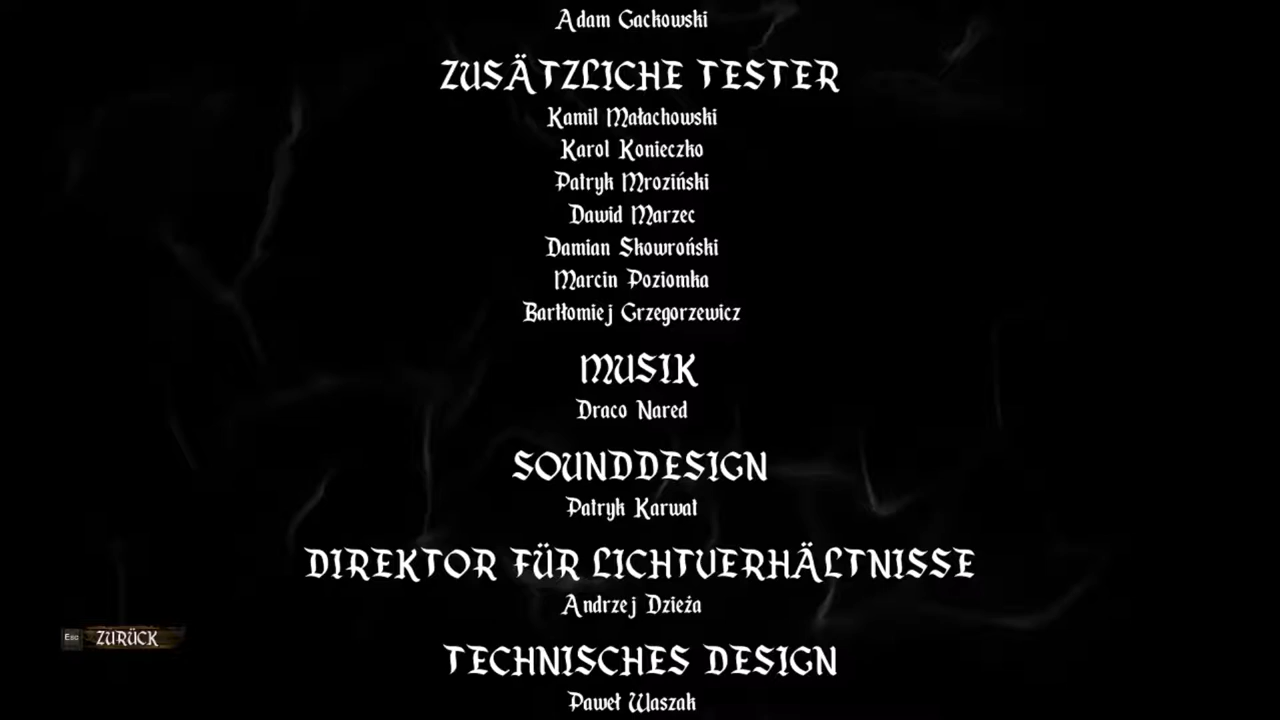 Adam Gackowski
ZUSÄTZLICHE TESTER
Kamil Małachowski
Karol Konieczko
Patryk Mroziński
Dawid Marzec
Damian Skowroński
Marcin Poziomka
Bartłomiej Grzegorzewicz
MUSIK
Draco Nared
SOUNDDESIGN
Patryk Karwat
DIREKTOR FÜR LICHTVERHÄLTNISSE
Andrzej Dzieża
Esc ZURÜCK
TECHNISCHES DESIGN
Paweł Waszak